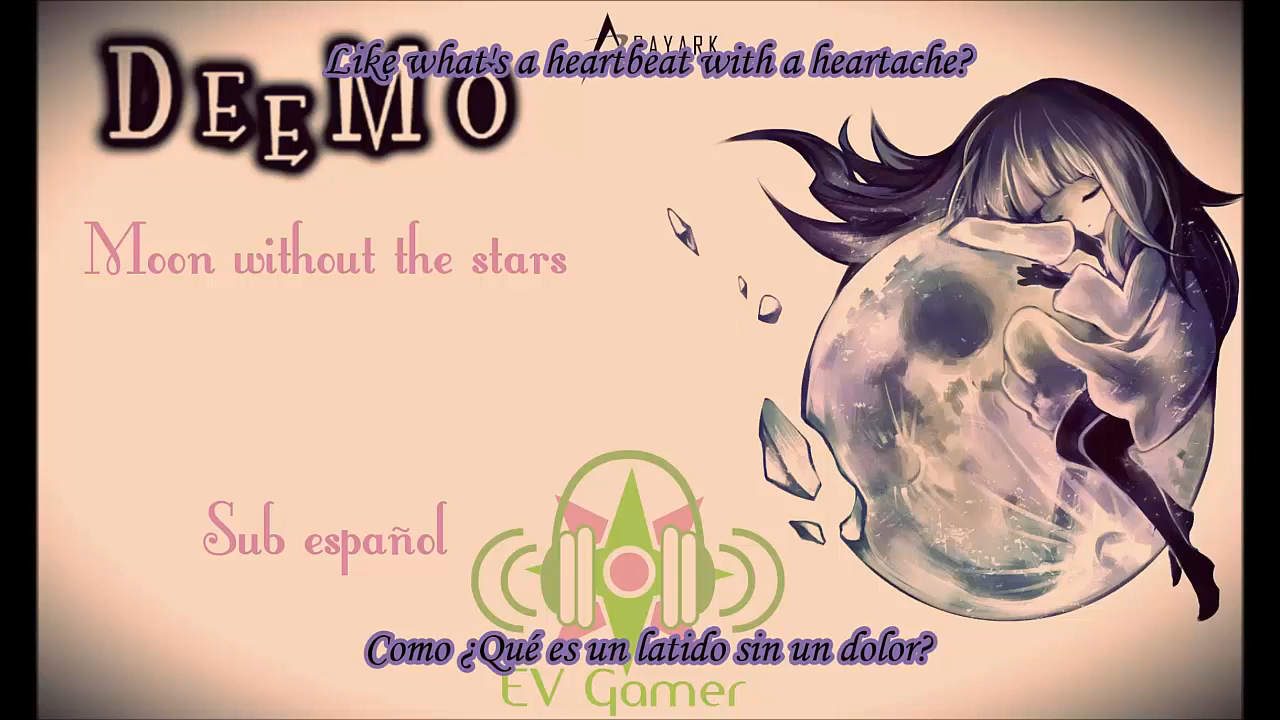 RAYARK
Like what's a heartbeat with a heartache?
DEEMO
Moon without the stars
Sub español
Como ¿Qué es un latido sin un dolor?
EV Gamer